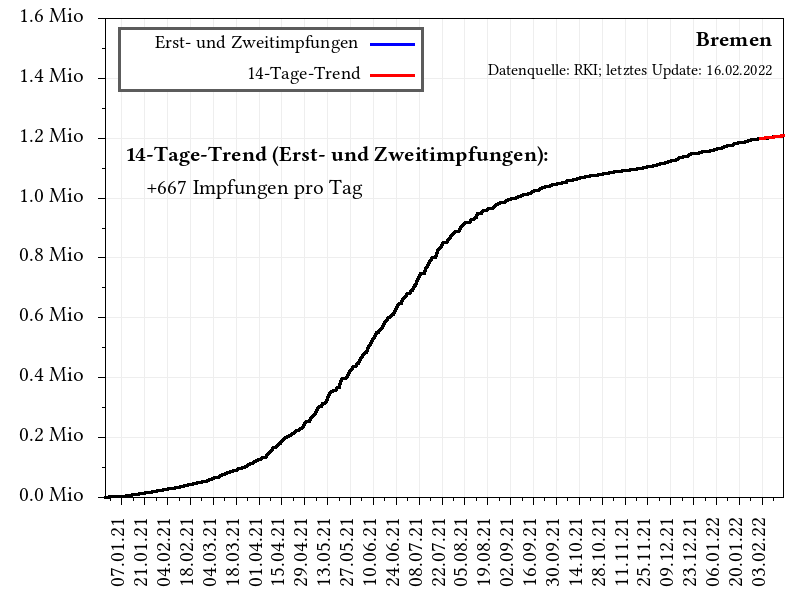 1.6 Mio
1.4 Mio
1.2 Mio
1.0 Mio
0.8 Mio
0.6 Mio
0.4 Mio
0.2 Mio
0.0 Mio
Erst- und Zweitimpfungen
14-Tage-Trend
Bremen
Datenquelle: RKI; letztes Update: 16.02.2022
14-Tage-Trend (Erst- und Zweitimpfungen):
+667 Impfungen pro Tag
07.01.21
21.01.21
04.02.21
18.02.21
04.03.21
18.03.21
01.04.21
15.04.21
29.04.21
13.05.21
27.05.21
10.06.21
24.06.21
08.07.21
22.07.21
05.08.21
19.08.21
02.09.21
16.09.21
30.09.21
14.10.21
28.10.21
11.11.21
25.11.21
09.12.21
23.12.21
06.01.22
20.01.22
03.02.22